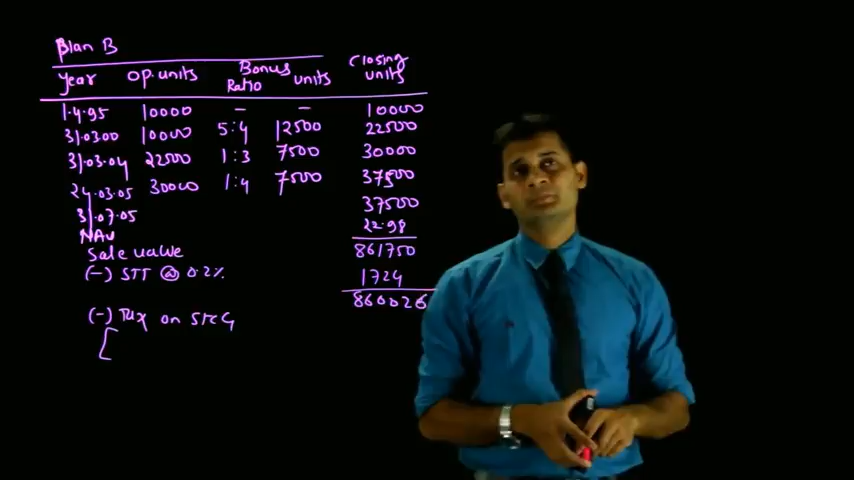 Plan B
Year Op. units Bonus Ratio units Closing units
1.4.95 10000 - - 10000
31.03.00 10000 5:4 12500 22500
31.03.04 22500 1:3 7500 30000
24.03.05 30000 1:4 7500 37500
31.07.05 37500
NAV 22.98
Sale value 861750
(-) STT @ 0.2% 1724
860026
(-) Tax on STCG
[